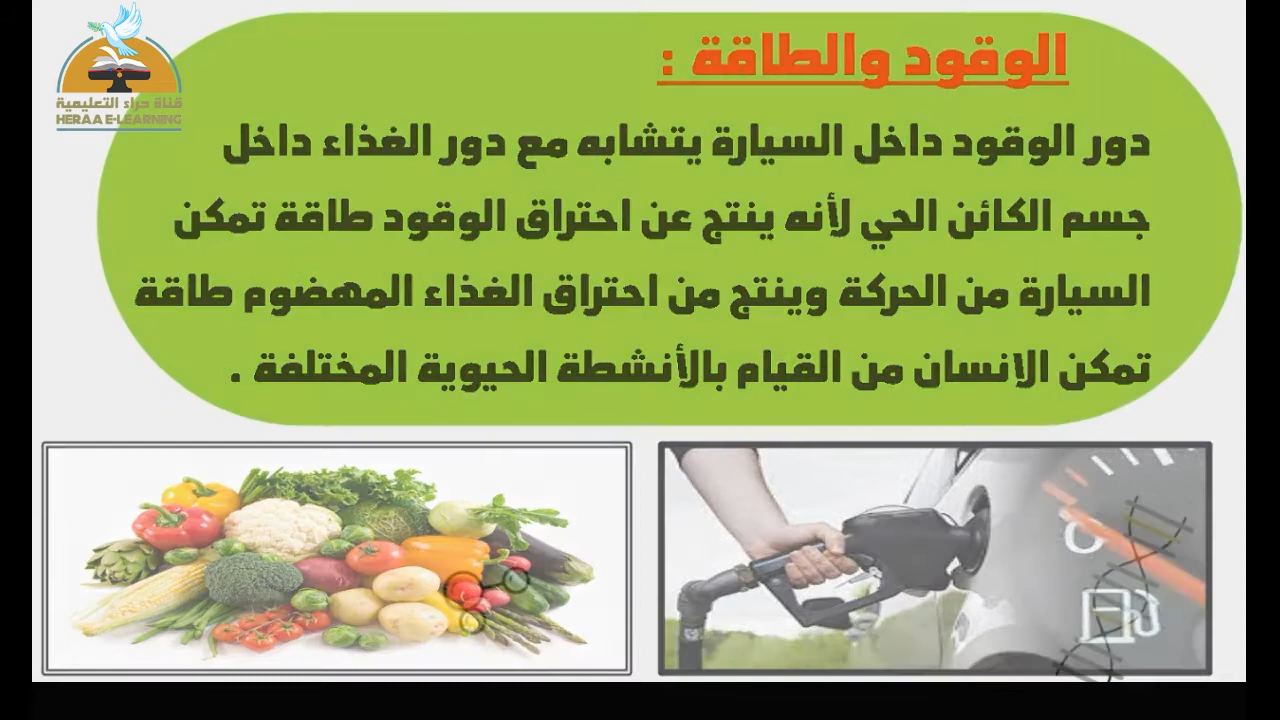 قناة حراء التعليمية
HERAA E-LEARNING
الوقود والطاقة :
دور الوقود داخل السيارة يتشابه مع دور الغذاء داخل
جسم الكائن الحي لأنه ينتج عن احتراق الوقود طاقة تمكن
السيارة من الحركة وينتج من احتراق الغذاء المهضوم طاقة
تمكن الانسان من القيام بالأنشطة الحيوية المختلفة .